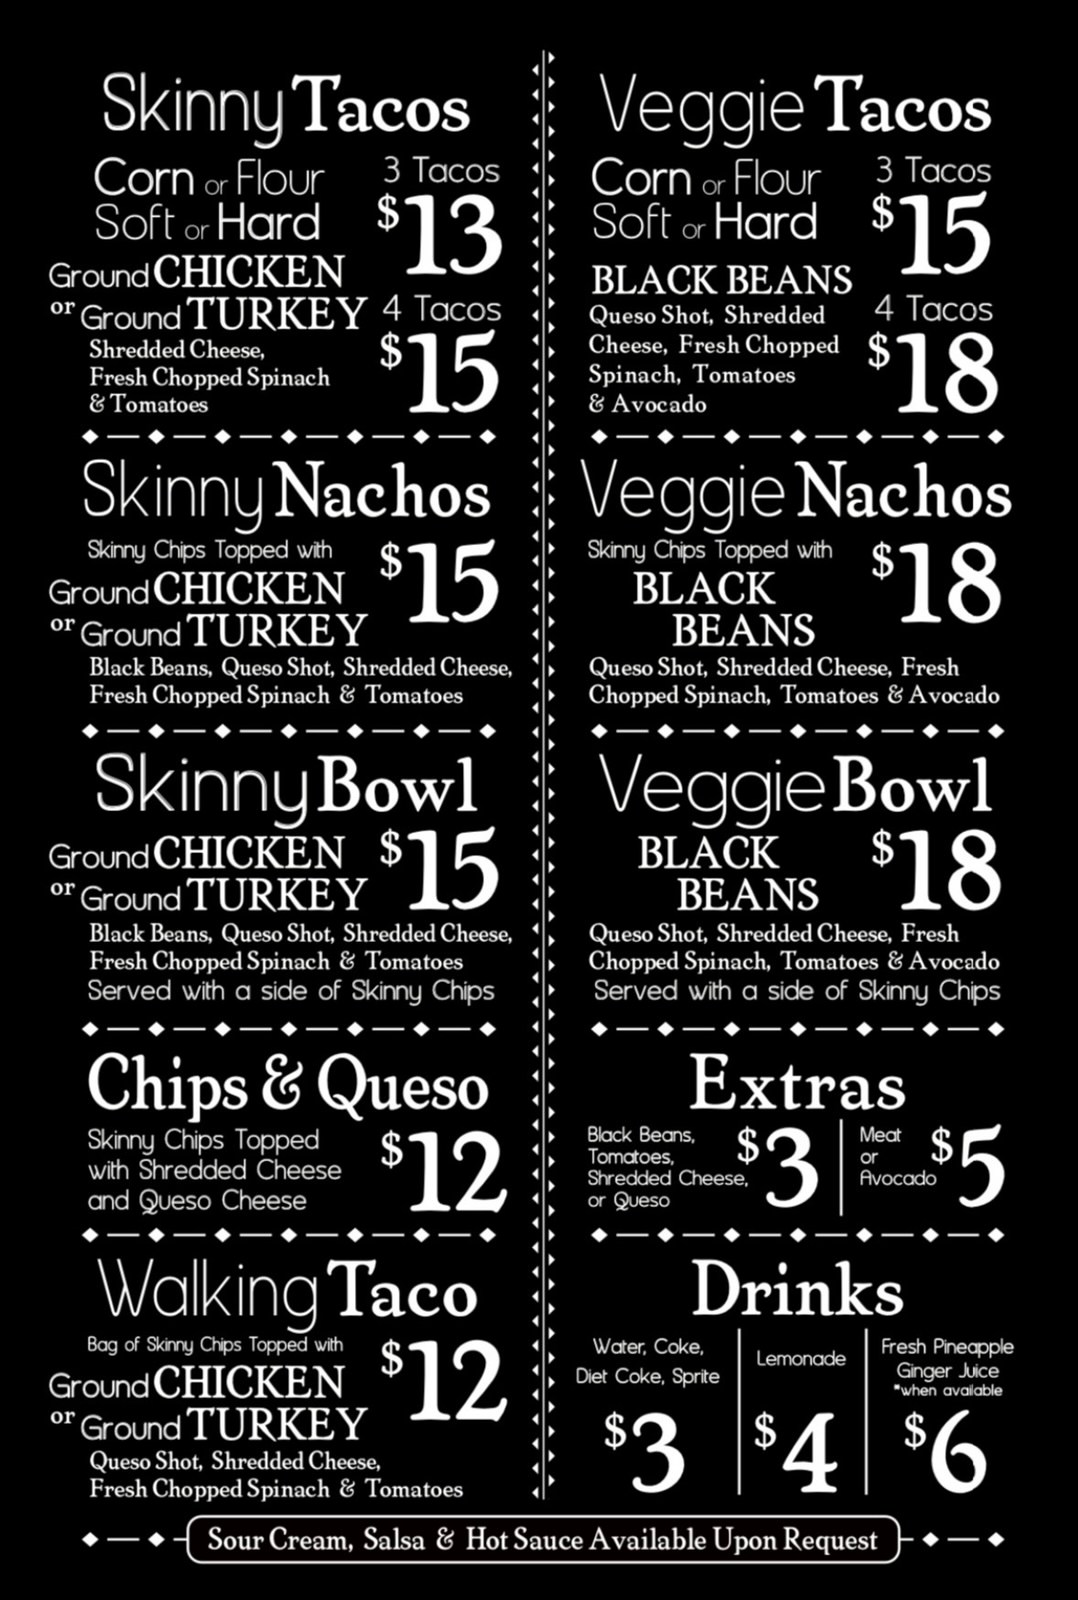 Skinny Tacos
Corn or Flour
Soft or Hard
3 Tacos
$13
Ground CHICKEN
or Ground TURKEY
4 Tacos
$15
Shredded Cheese,
Fresh Chopped Spinach
& Tomatoes
Skinny Nachos
Skinny Chips Topped with
Ground CHICKEN
or Ground TURKEY
$15
Black Beans, Queso Shot, Shredded Cheese,
Fresh Chopped Spinach & Tomatoes
Skinny Bowl
Ground CHICKEN
or Ground TURKEY
$15
Black Beans, Queso Shot, Shredded Cheese,
Fresh Chopped Spinach & Tomatoes
Served with a side of Skinny Chips
Chips & Queso
Skinny Chips Topped
with Shredded Cheese
and Queso Cheese
$12
Walking Taco
Bag of Skinny Chips Topped with
Ground CHICKEN
or Ground TURKEY
$12
Queso Shot, Shredded Cheese,
Fresh Chopped Spinach & Tomatoes
Veggie Tacos
Corn or Flour
Soft or Hard
3 Tacos
$15
BLACK BEANS
Queso Shot, Shredded
Cheese, Fresh Chopped
Spinach, Tomatoes
& Avocado
4 Tacos
$18
Veggie Nachos
Skinny Chips Topped with
BLACK
BEANS
$18
Queso Shot, Shredded Cheese, Fresh
Chopped Spinach, Tomatoes & Avocado
Veggie Bowl
BLACK
BEANS
$18
Queso Shot, Shredded Cheese, Fresh
Chopped Spinach, Tomatoes & Avocado
Served with a side of Skinny Chips
Extras
Black Beans,
Tomatoes,
Shredded Cheese,
or Queso
$3
Meat
or
Avocado
$5
Drinks
Water, Coke,
Diet Coke, Sprite
$3
Lemonade
$4
Fresh Pineapple
Ginger Juice
*when available
$6
Sour Cream, Salsa & Hot Sauce Available Upon Request